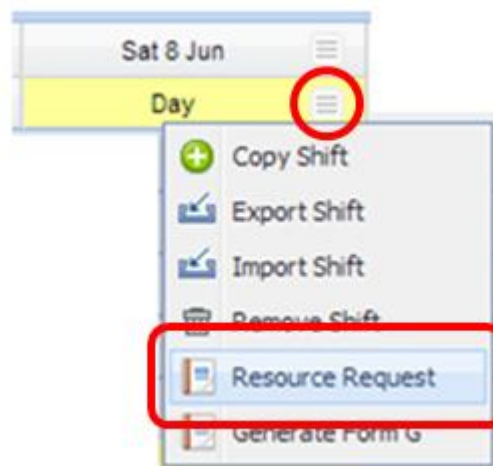 Sat 8 Jun
Day
Copy Shift
Export Shift
Import Shift
Remove Shift
Resource Request
Generate Form G